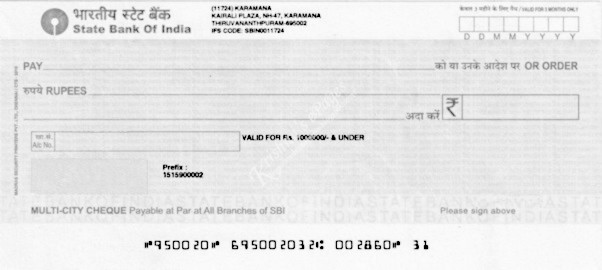 भारतीय स्टेट बैंक
State Bank Of India
(11724) KARAMANA
KAIRALI PLAZA, NH-47, KARAMANA
THIRUVANANTHPURAM-695002
IFS CODE: SBIN0011724
केवल 3 महीने के लिए वैध / VALID FOR 3 MONTHS ONLY
D D M M Y Y Y Y
PAY
को या उनके आदेश पर OR ORDER
रुपये RUPEES
अदा करें ₹
खा. सं.
A/c No.
VALID FOR Rs. 1000000/- & UNDER
Prefix :
1515900002
MULTI-CITY CHEQUE Payable at Par at All Branches of SBI
Please sign above
⑈950020⑈ 695002032⑆ 002860⑈ 31